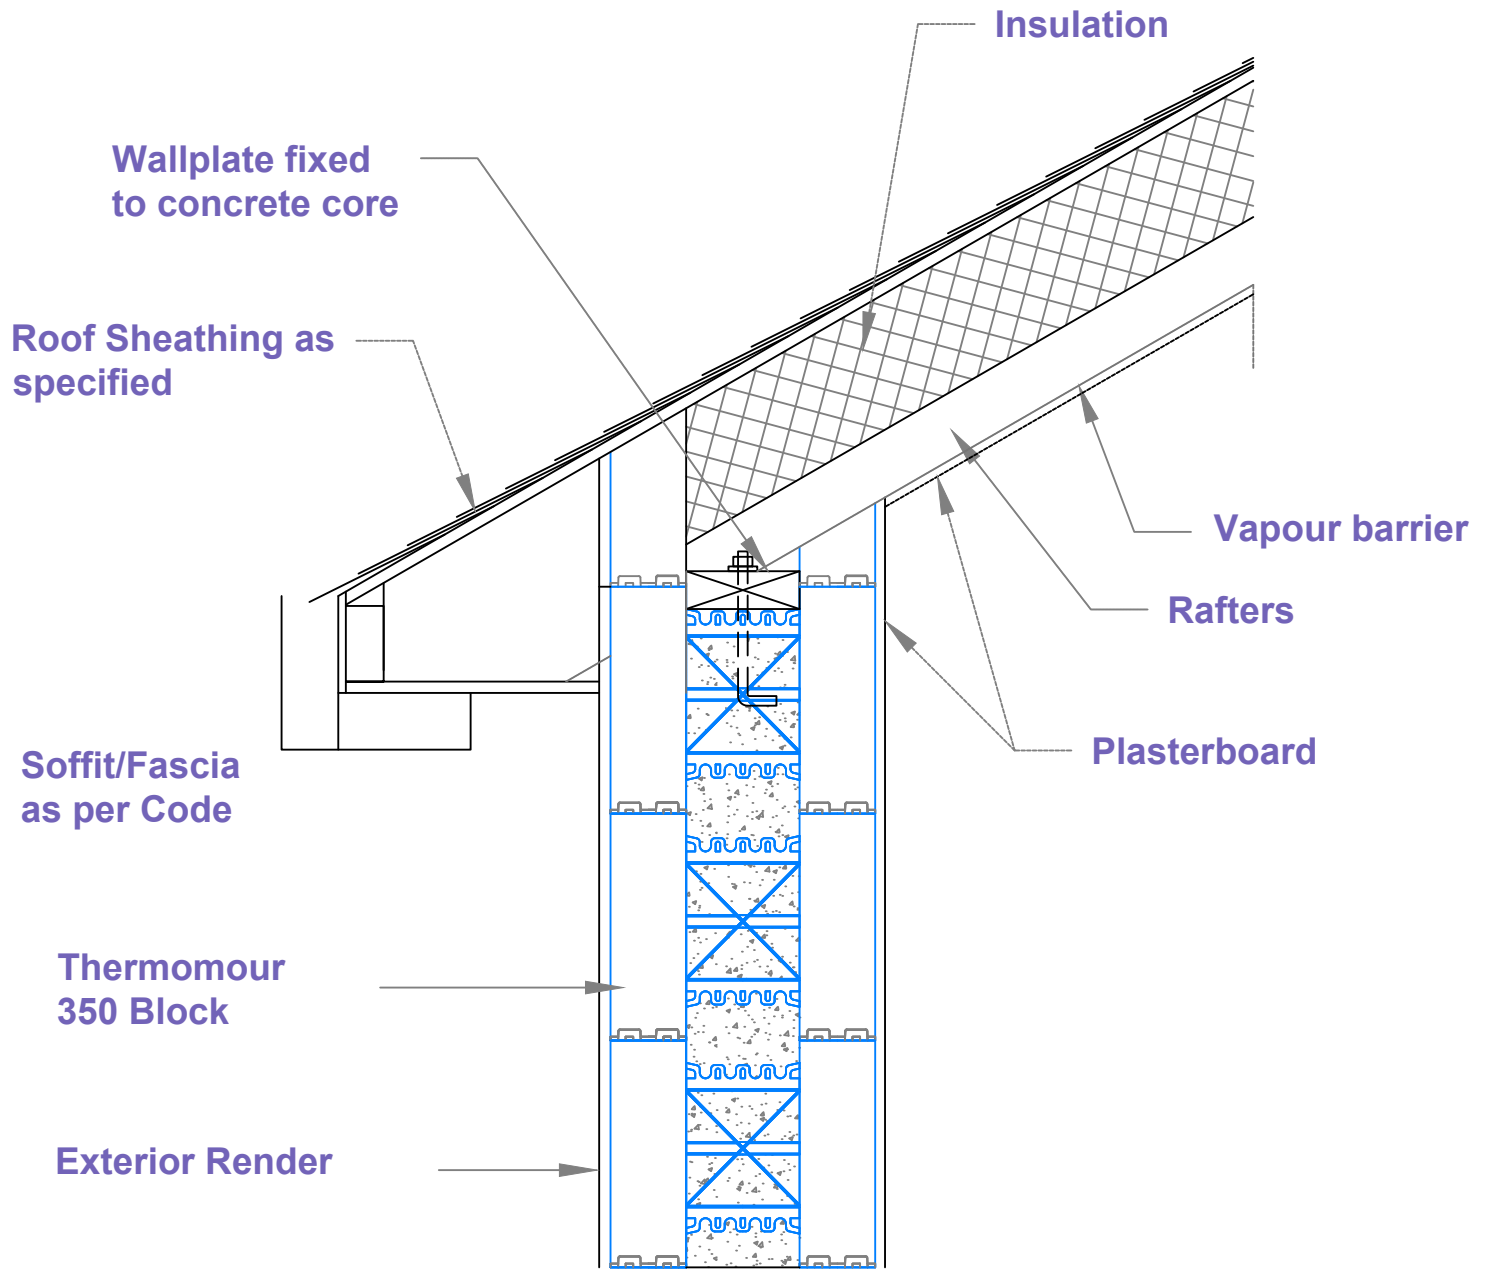 Insulation
Wallplate fixed
to concrete core
Roof Sheathing as
specified
Vapour barrier
Rafters
Plasterboard
Soffit/Fascia
as per Code
Thermomour
350 Block
Exterior Render